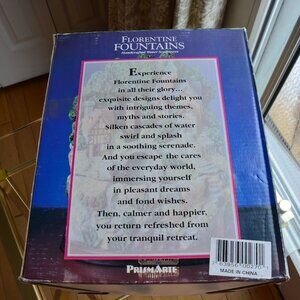 FLORENTINE
FOUNTAINS
Experience
Florentine Fountains
in all their glory...
exquisite designs delight you
with intriguing themes,
myths and stories.
Silken cascades of water
swirl and splash
in a soothing serenade.
And you escape the cares
of the everyday world,
immersing yourself
in pleasant dreams
and fond wishes.
Then, calmer and happier,
you return refreshed from
your tranquil retreat.
PRISMARTE
MADE IN CHINA